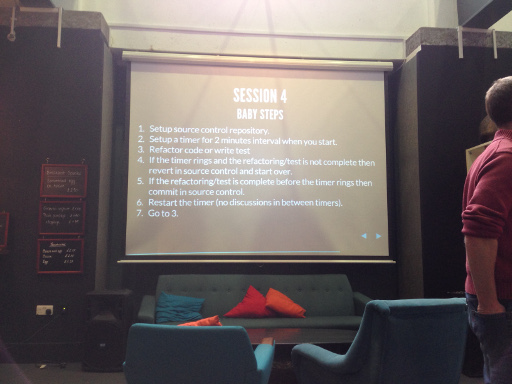 SESSION 4
BABY STEPS
1. Setup source control repository.
2. Setup a timer for 2 minutes interval when you start.
3. Refactor code or write test
4. If the timer rings and the refactoring/test is not complete then
revert in source control and start over.
5. If the refactoring/test is complete before the timer rings then
commit in source control.
6. Restart the timer (no discussions in between timers).
7. Go to 3.